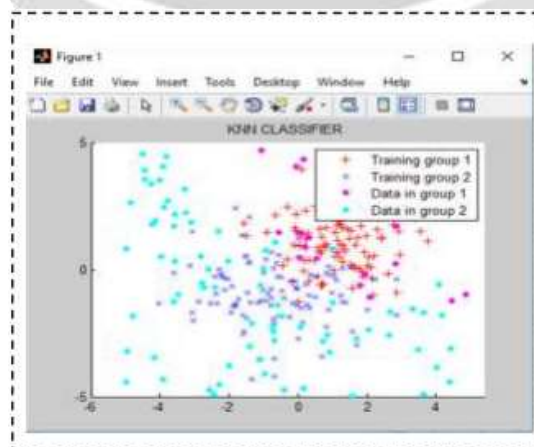 Figure 1
File Edit View Insert Tools Desktop Window Help
KNN CLASSIFIER
Training group 1
Training group 2
Data in group 1
Data in group 2
5
0
-5
-6 -4 -2 0 2 4